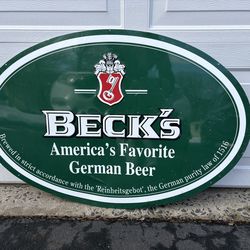 BECK'S
America's Favorite
German Beer
Brewed in strict accordance with the 'Reinheitsgebot', the German purity law of 1516